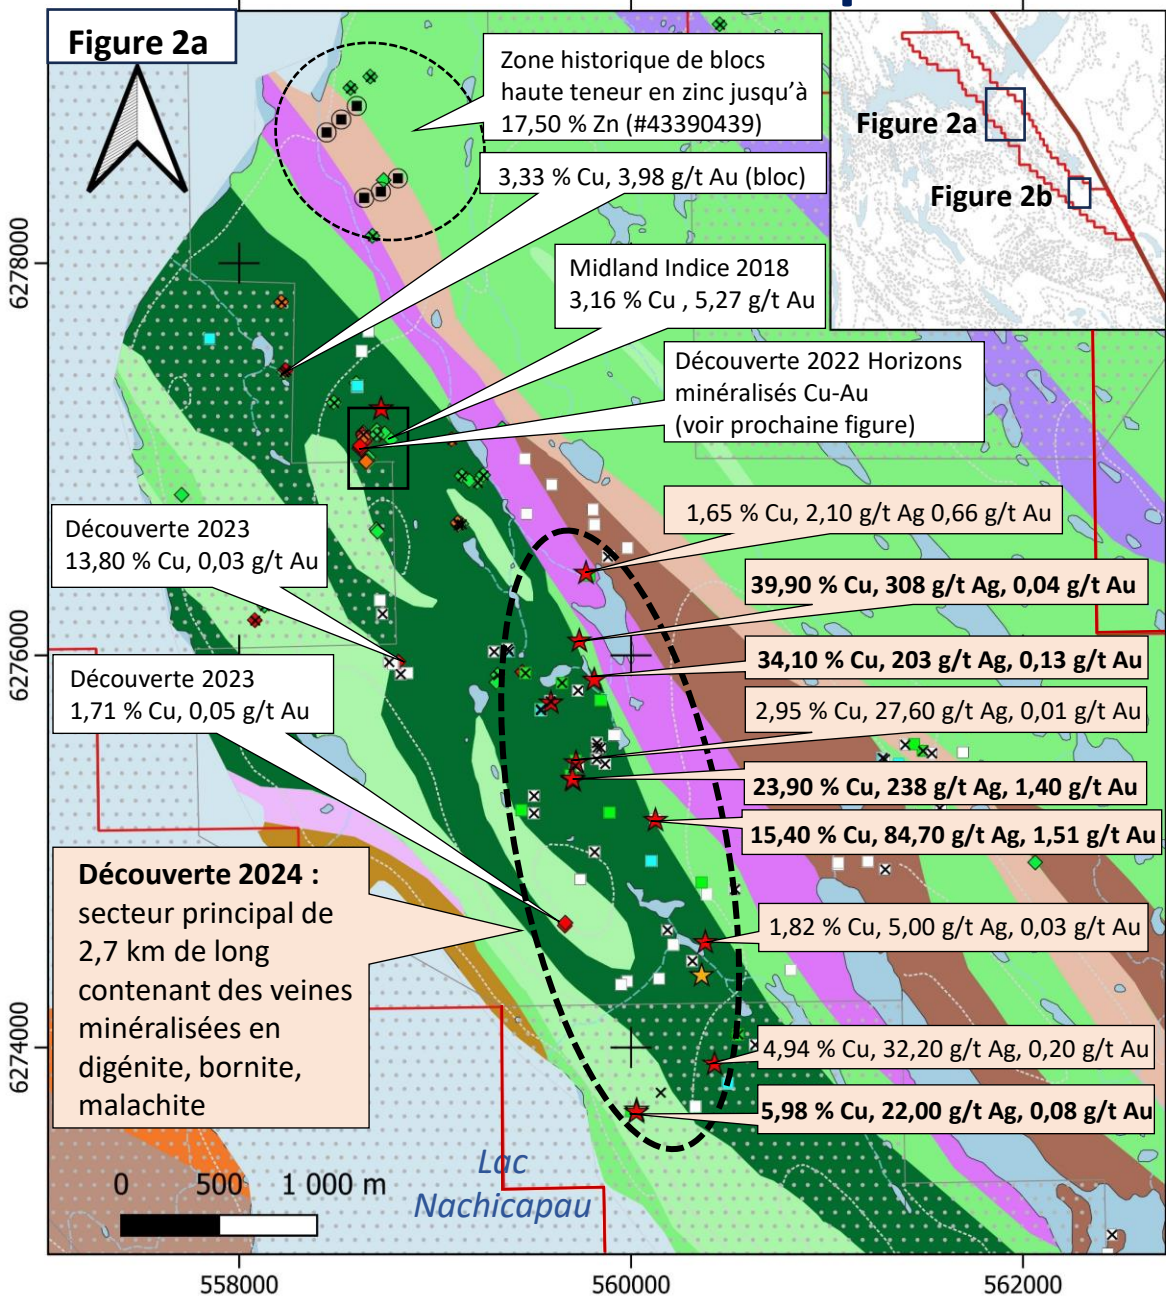 Figure 2a
Zone historique de blocs
haute teneur en zinc jusqu'à
17,50 % Zn (#43390439)
3,33 % Cu, 3,98 g/t Au (bloc)
Figure 2a
Figure 2b
Midland Indice 2018
3,16 % Cu , 5,27 g/t Au
Découverte 2022 Horizons
minéralisés Cu-Au
(voir prochaine figure)
1,65 % Cu, 2,10 g/t Ag 0,66 g/t Au
Découverte 2023
13,80 % Cu, 0,03 g/t Au
39,90 % Cu, 308 g/t Ag, 0,04 g/t Au
34,10 % Cu, 203 g/t Ag, 0,13 g/t Au
Découverte 2023
1,71 % Cu, 0,05 g/t Au
2,95 % Cu, 27,60 g/t Ag, 0,01 g/t Au
23,90 % Cu, 238 g/t Ag, 1,40 g/t Au
15,40 % Cu, 84,70 g/t Ag, 1,51 g/t Au
Découverte 2024 :
secteur principal de
2,7 km de long
contenant des veines
minéralisées en
digénite, bornite,
malachite
1,82 % Cu, 5,00 g/t Ag, 0,03 g/t Au
4,94 % Cu, 32,20 g/t Ag, 0,20 g/t Au
5,98 % Cu, 22,00 g/t Ag, 0,08 g/t Au
Lac
Nachicapau
0 500 1 000 m
6278000
6276000
6274000
558000 560000 562000